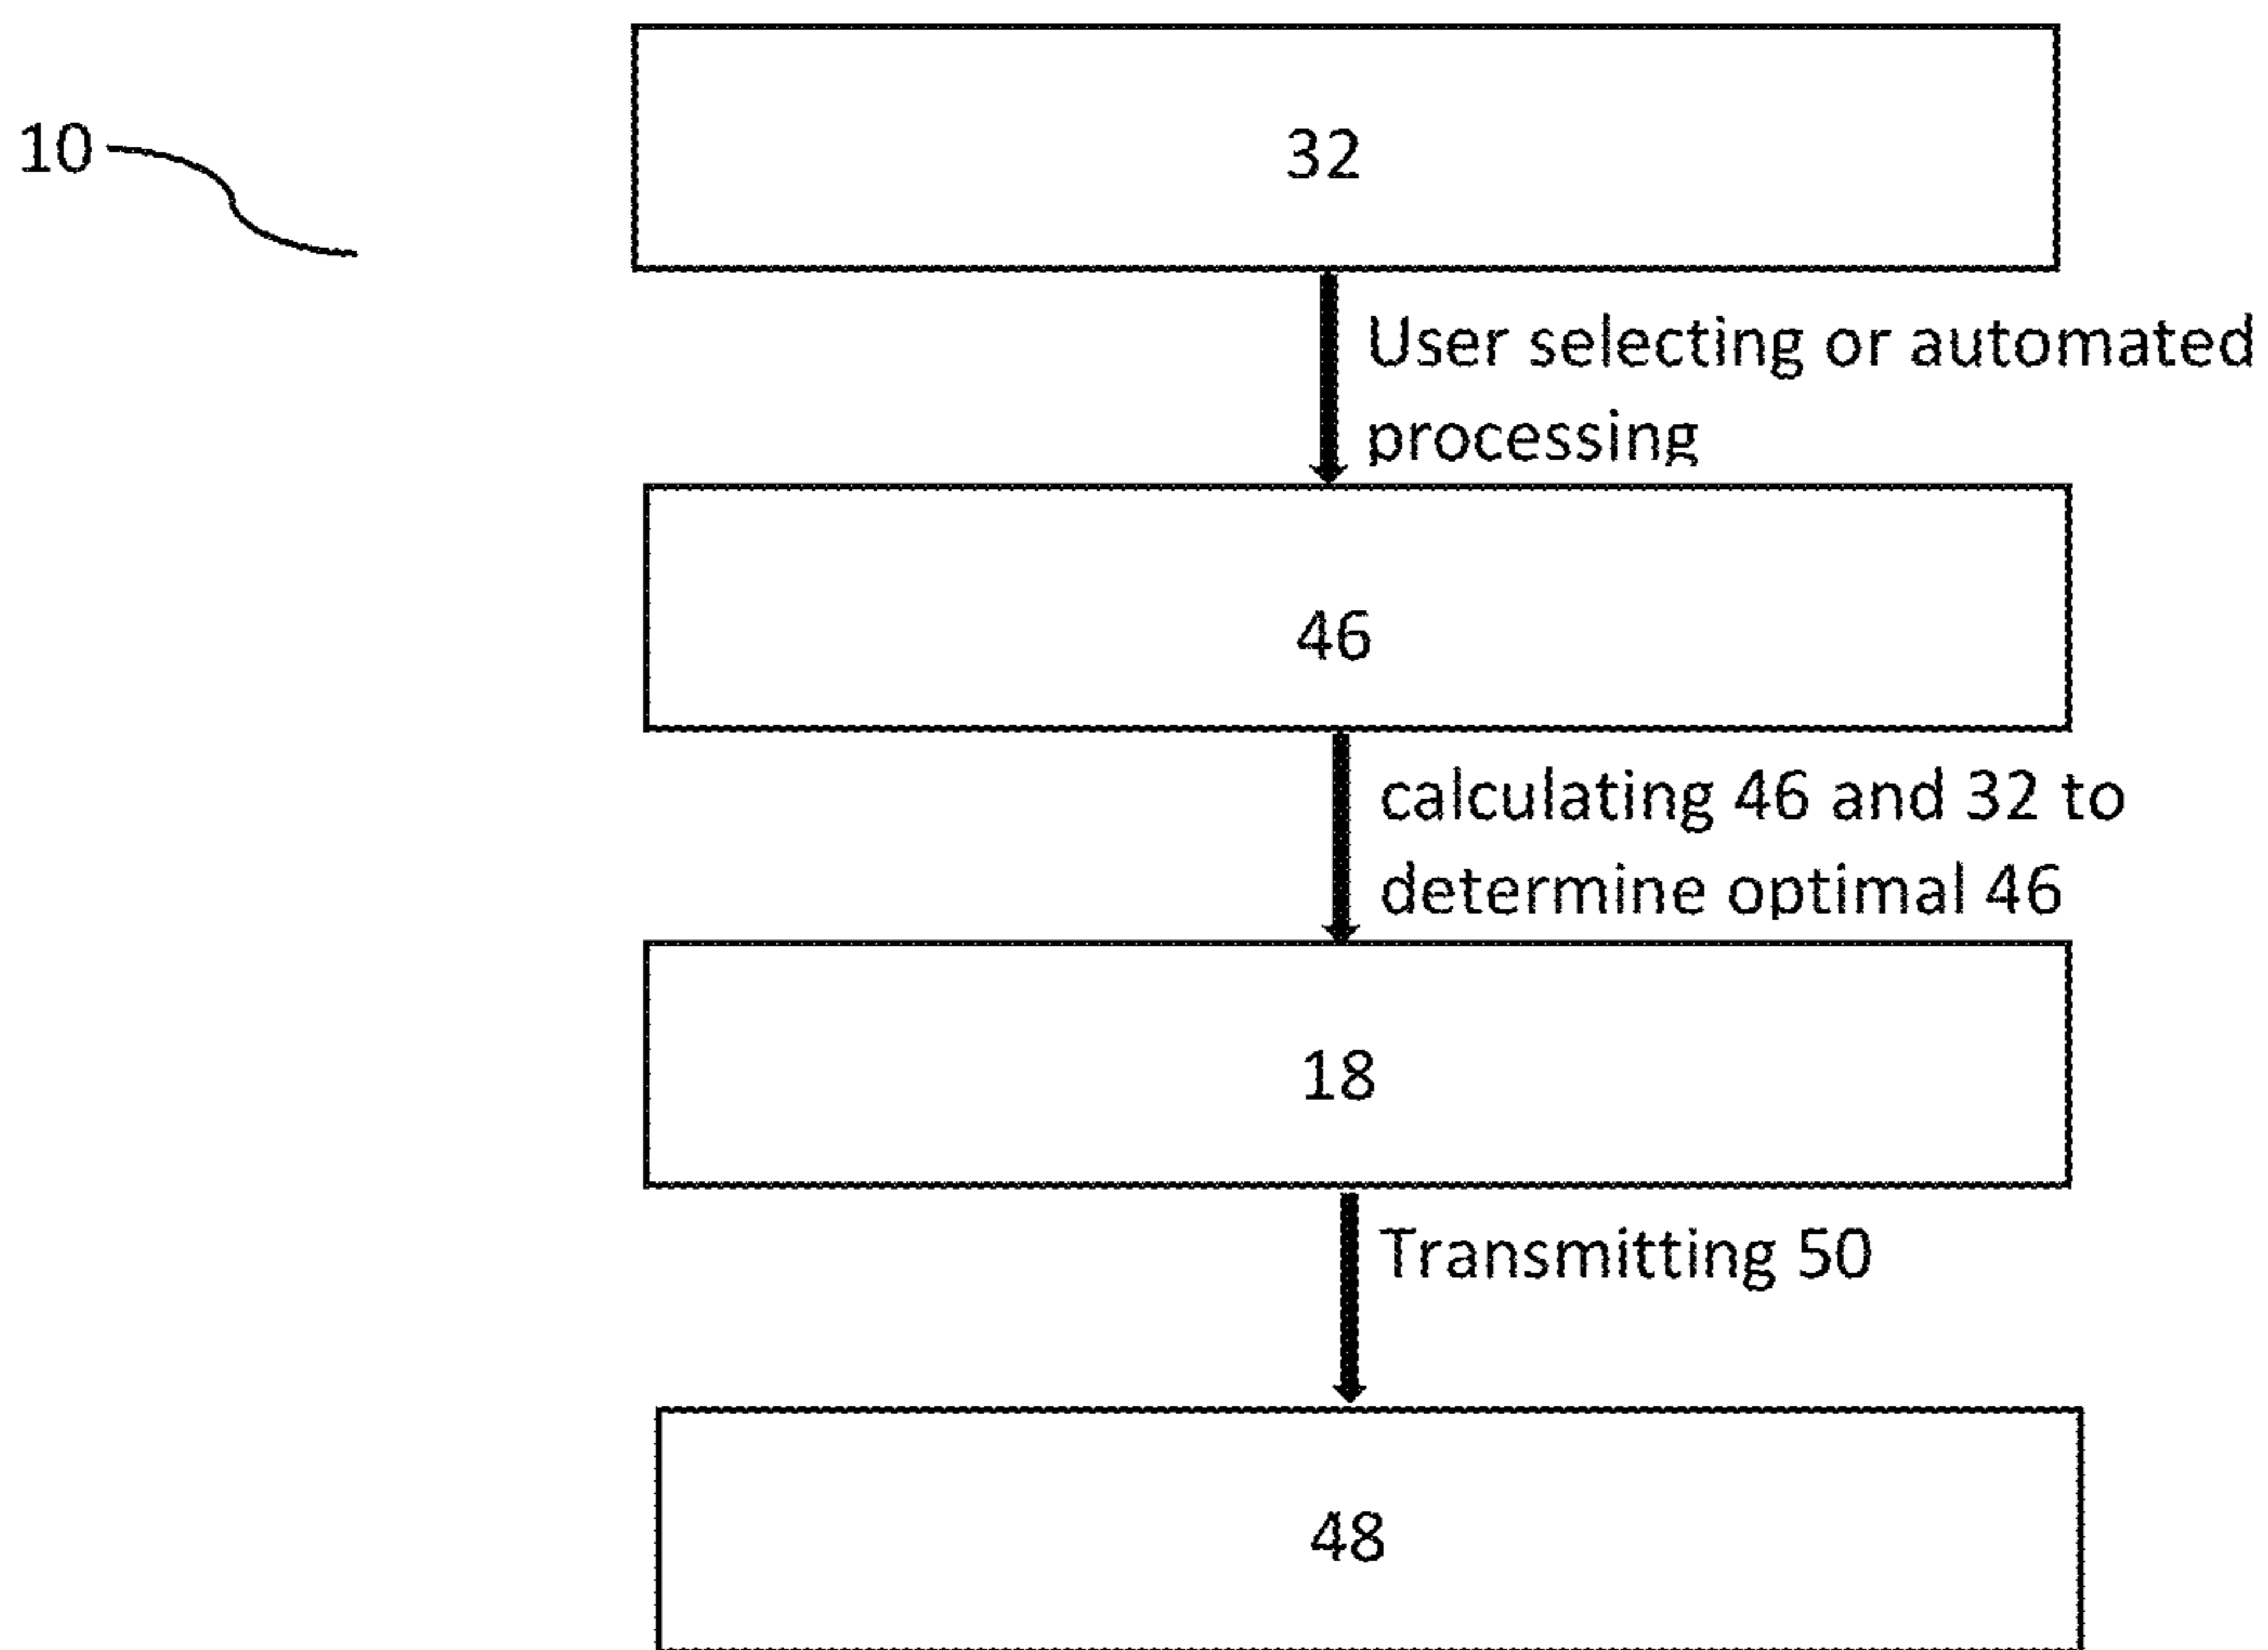 10
32
User selecting or automated
processing
46
calculating 46 and 32 to
determine optimal 46
18
Transmitting 50
48